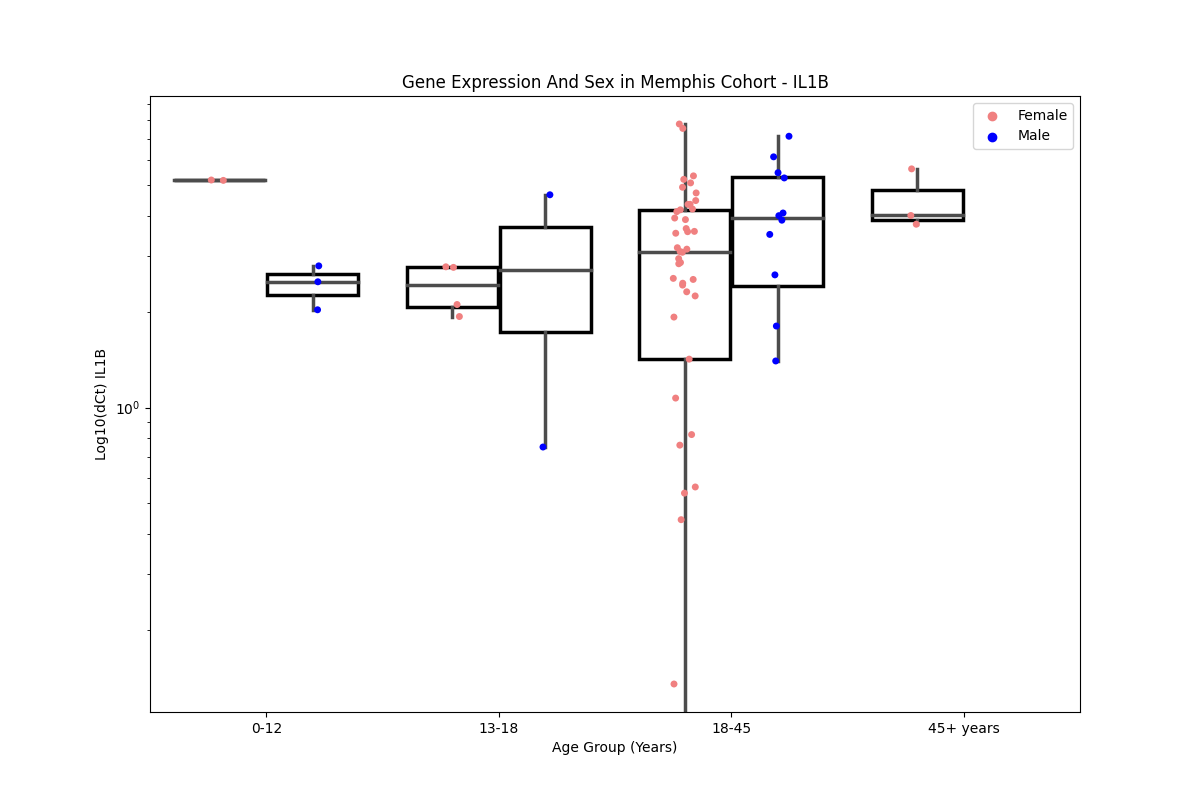 Gene Expression And Sex in Memphis Cohort - IL1B
Female
Male
Log10(dCt) IL1B
10⁰
0-12
13-18
18-45
45+ years
Age Group (Years)